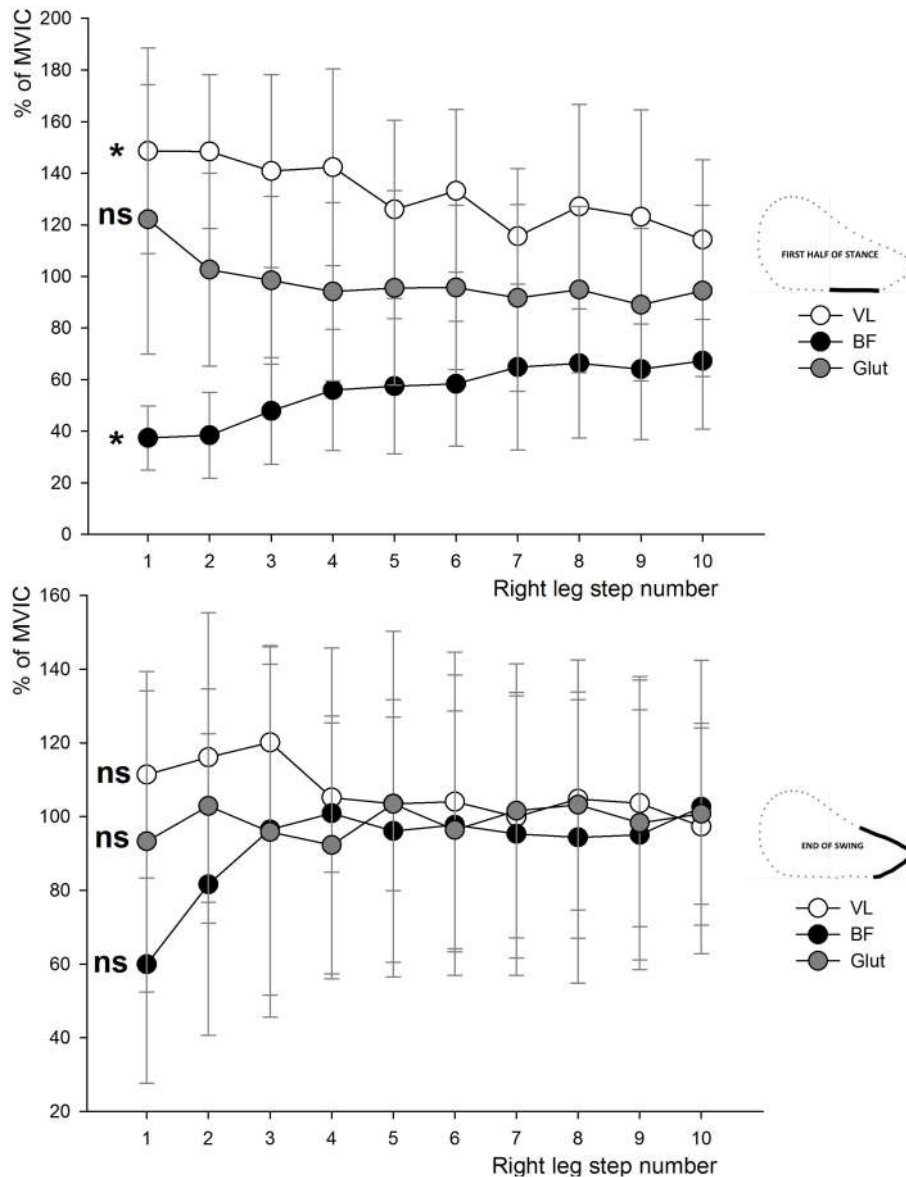 % of MVIC
200
180
160
140
120
100
80
60
40
20
0
*
ns
*
1 2 3 4 5 6 7 8 9 10
Right leg step number
FIRST HALF OF STANCE
VL
BF
Glut
% of MVIC
160
140
120
100
80
60
40
20
ns
ns
ns
1 2 3 4 5 6 7 8 9 10
Right leg step number
END OF SWING
VL
BF
Glut